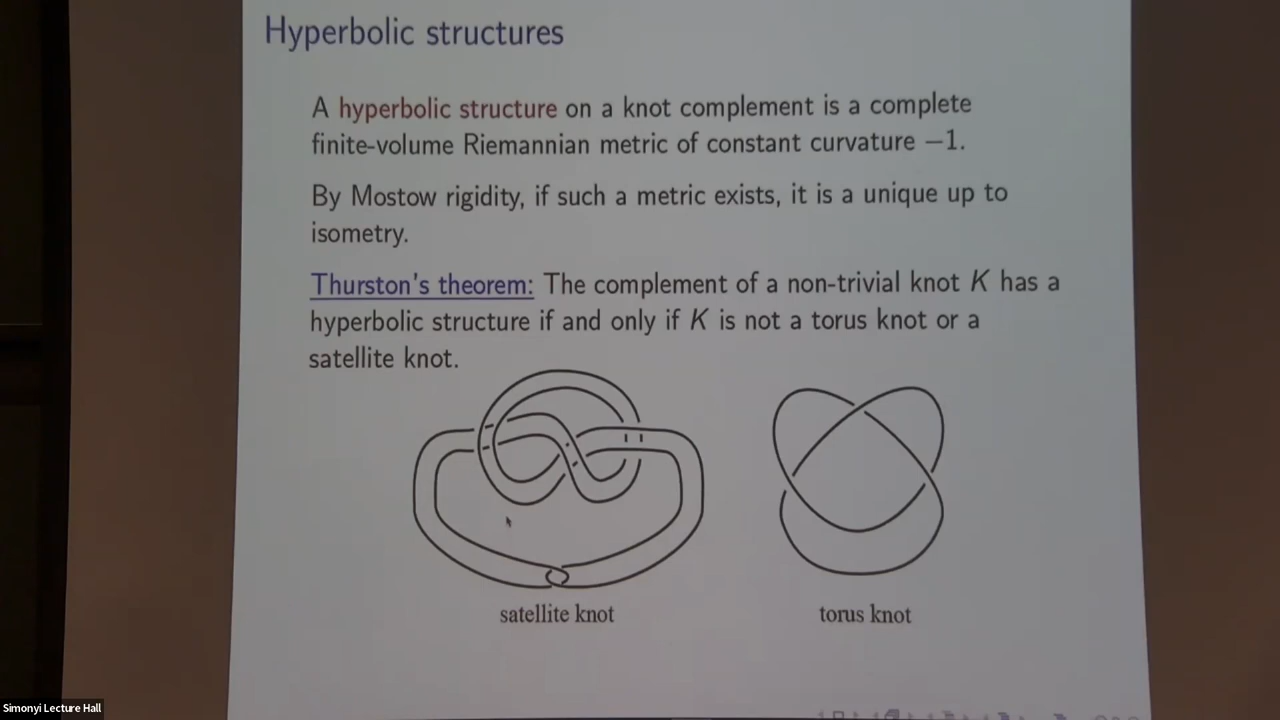 Hyperbolic structures
A hyperbolic structure on a knot complement is a complete
finite-volume Riemannian metric of constant curvature −1.
By Mostow rigidity, if such a metric exists, it is a unique up to
isometry.
Thurston's theorem: The complement of a non-trivial knot K has a
hyperbolic structure if and only if K is not a torus knot or a
satellite knot.
satellite knot
torus knot
Simonyi Lecture Hall